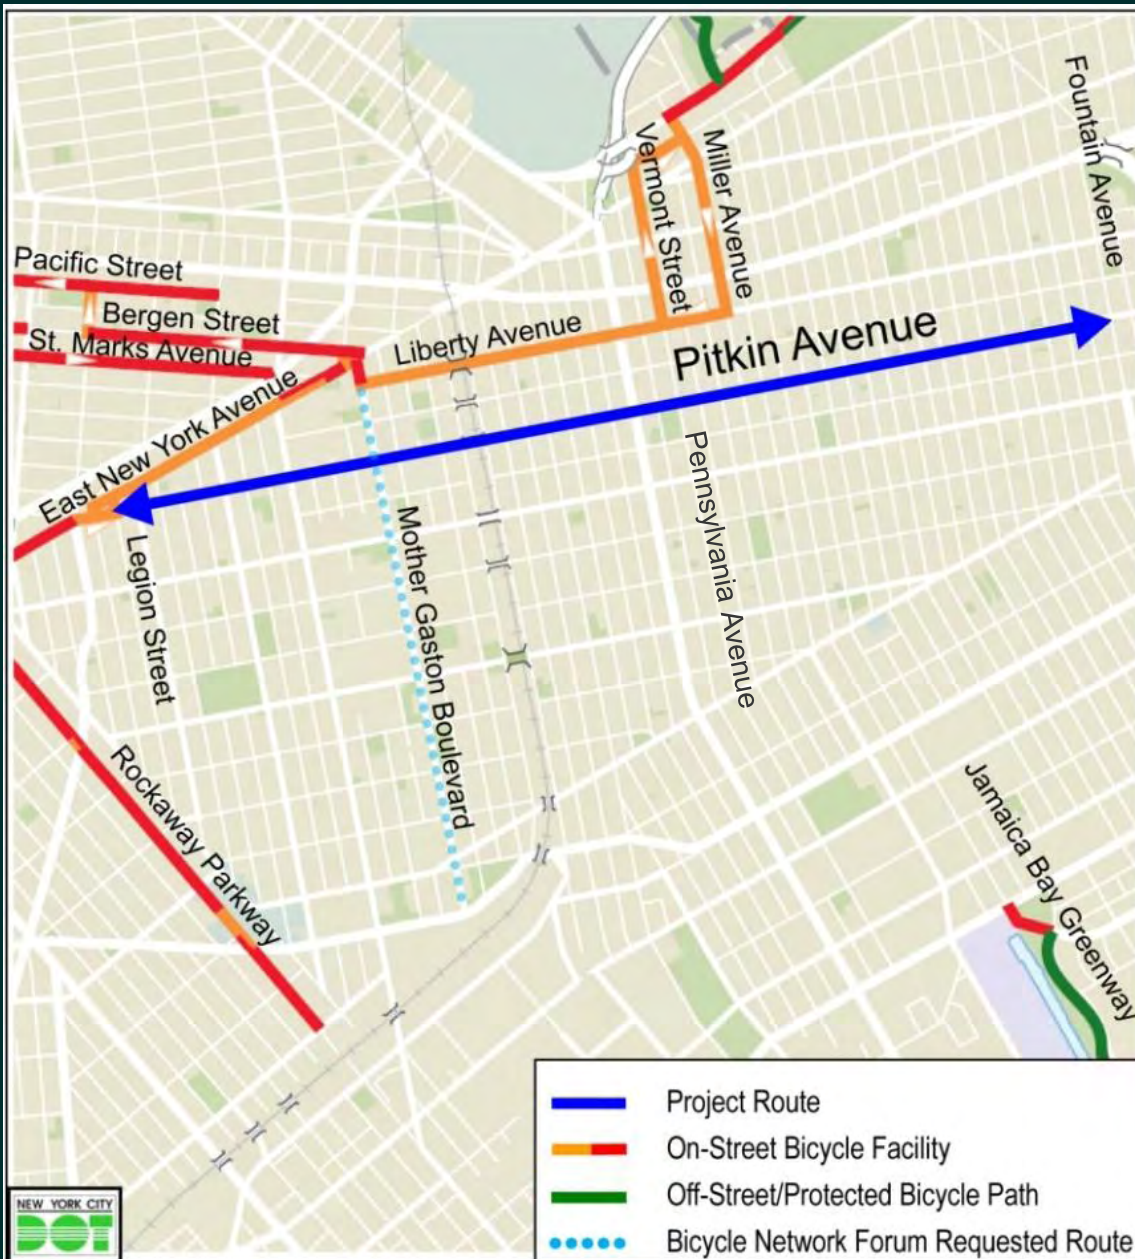 Fountain Avenue
Vermont Street
Miller Avenue
Pacific Street
Bergen Street
St. Marks Avenue
Liberty Avenue
Pitkin Avenue
East New York Avenue
Pennsylvania Avenue
Mother Gaston Boulevard
Legion Street
Rockaway Parkway
Jamaica Bay Greenway
Project Route
On-Street Bicycle Facility
Off-Street/Protected Bicycle Path
Bicycle Network Forum Requested Route
NEW YORK CITY
DOT